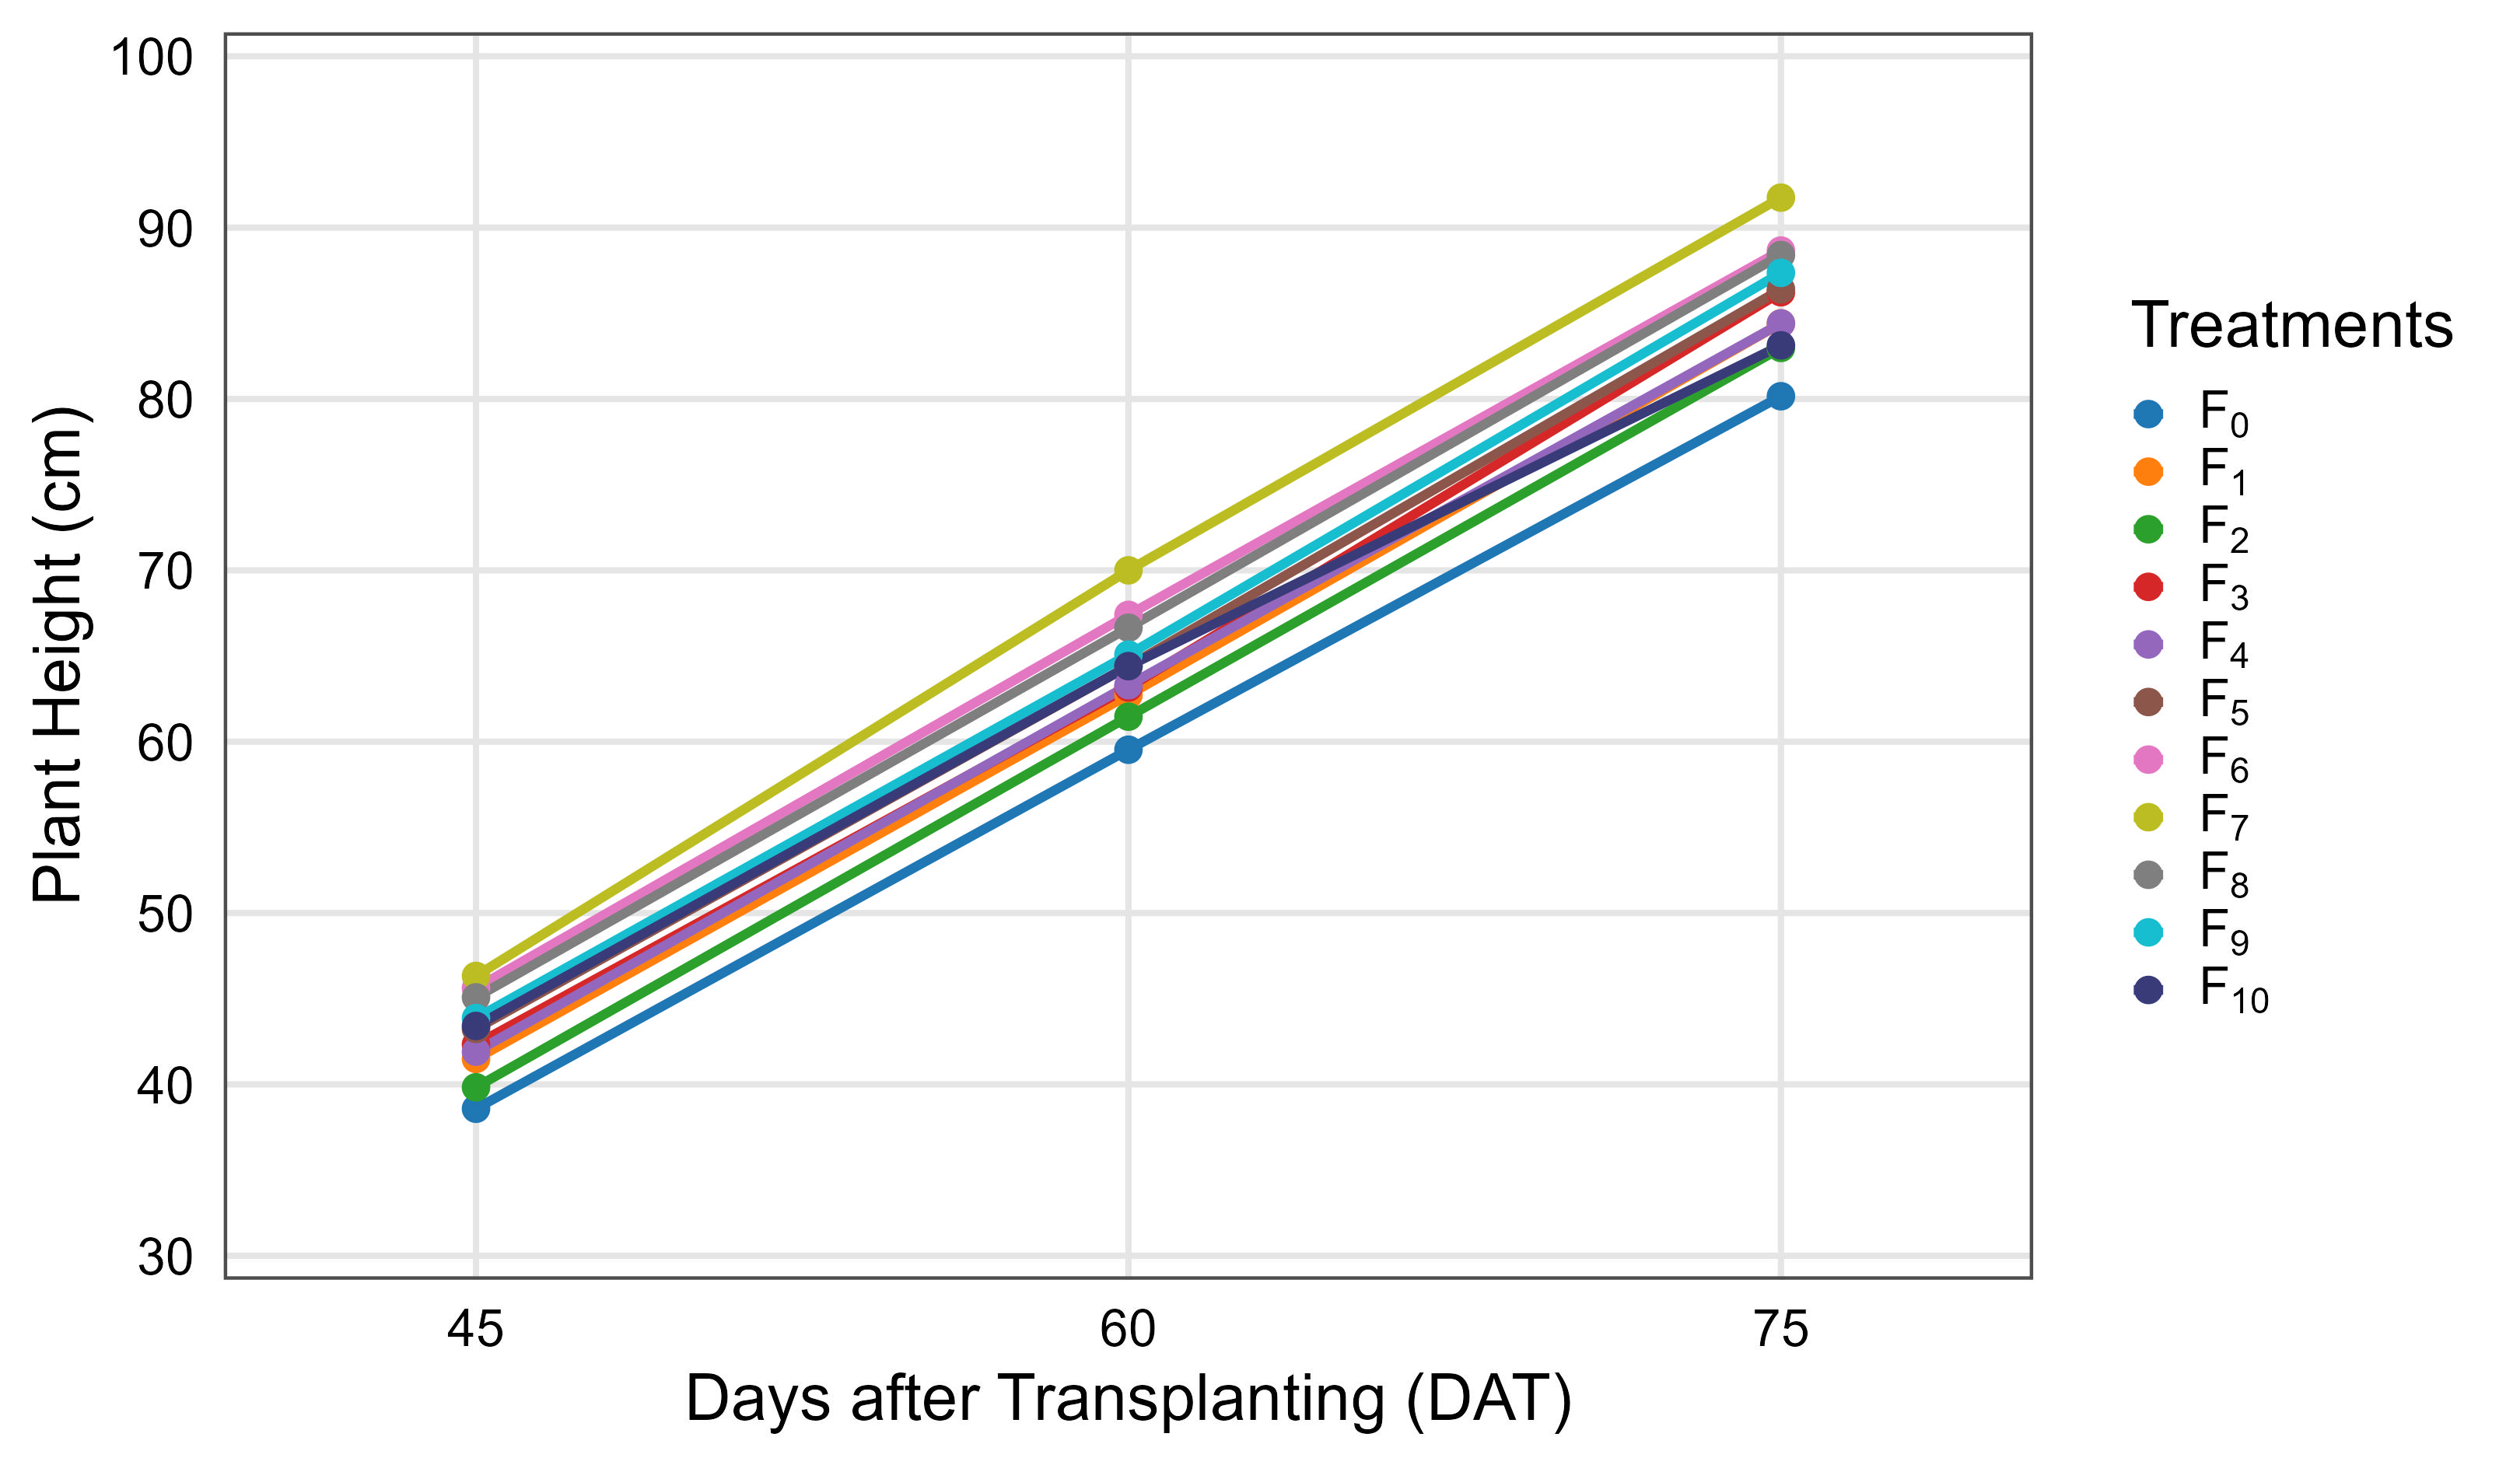 100
90
80
70
60
50
40
30
Plant Height (cm)
45 60 75
Days after Transplanting (DAT)
Treatments
F0
F1
F2
F3
F4
F5
F6
F7
F8
F9
F10